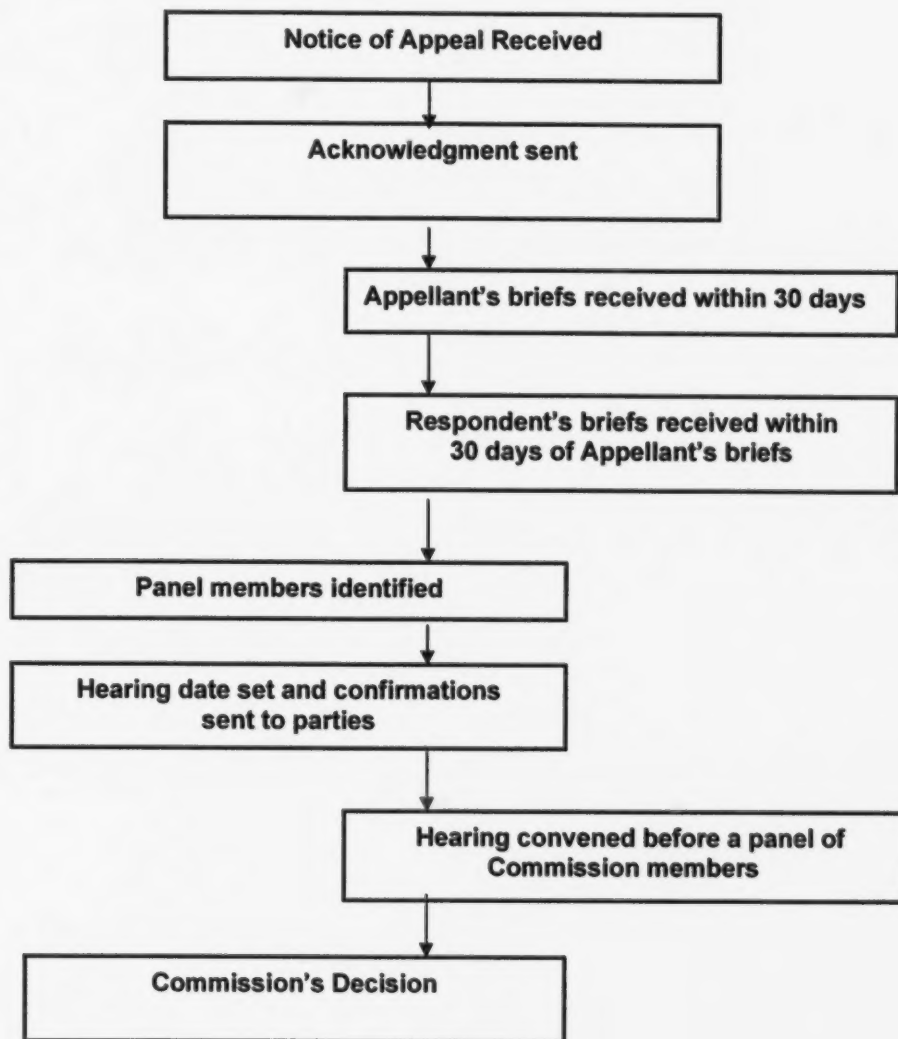 Notice of Appeal Received
Acknowledgment sent
Appellant's briefs received within 30 days
Respondent's briefs received within
30 days of Appellant's briefs
Panel members identified
Hearing date set and confirmations
sent to parties
Hearing convened before a panel of
Commission members
Commission's Decision